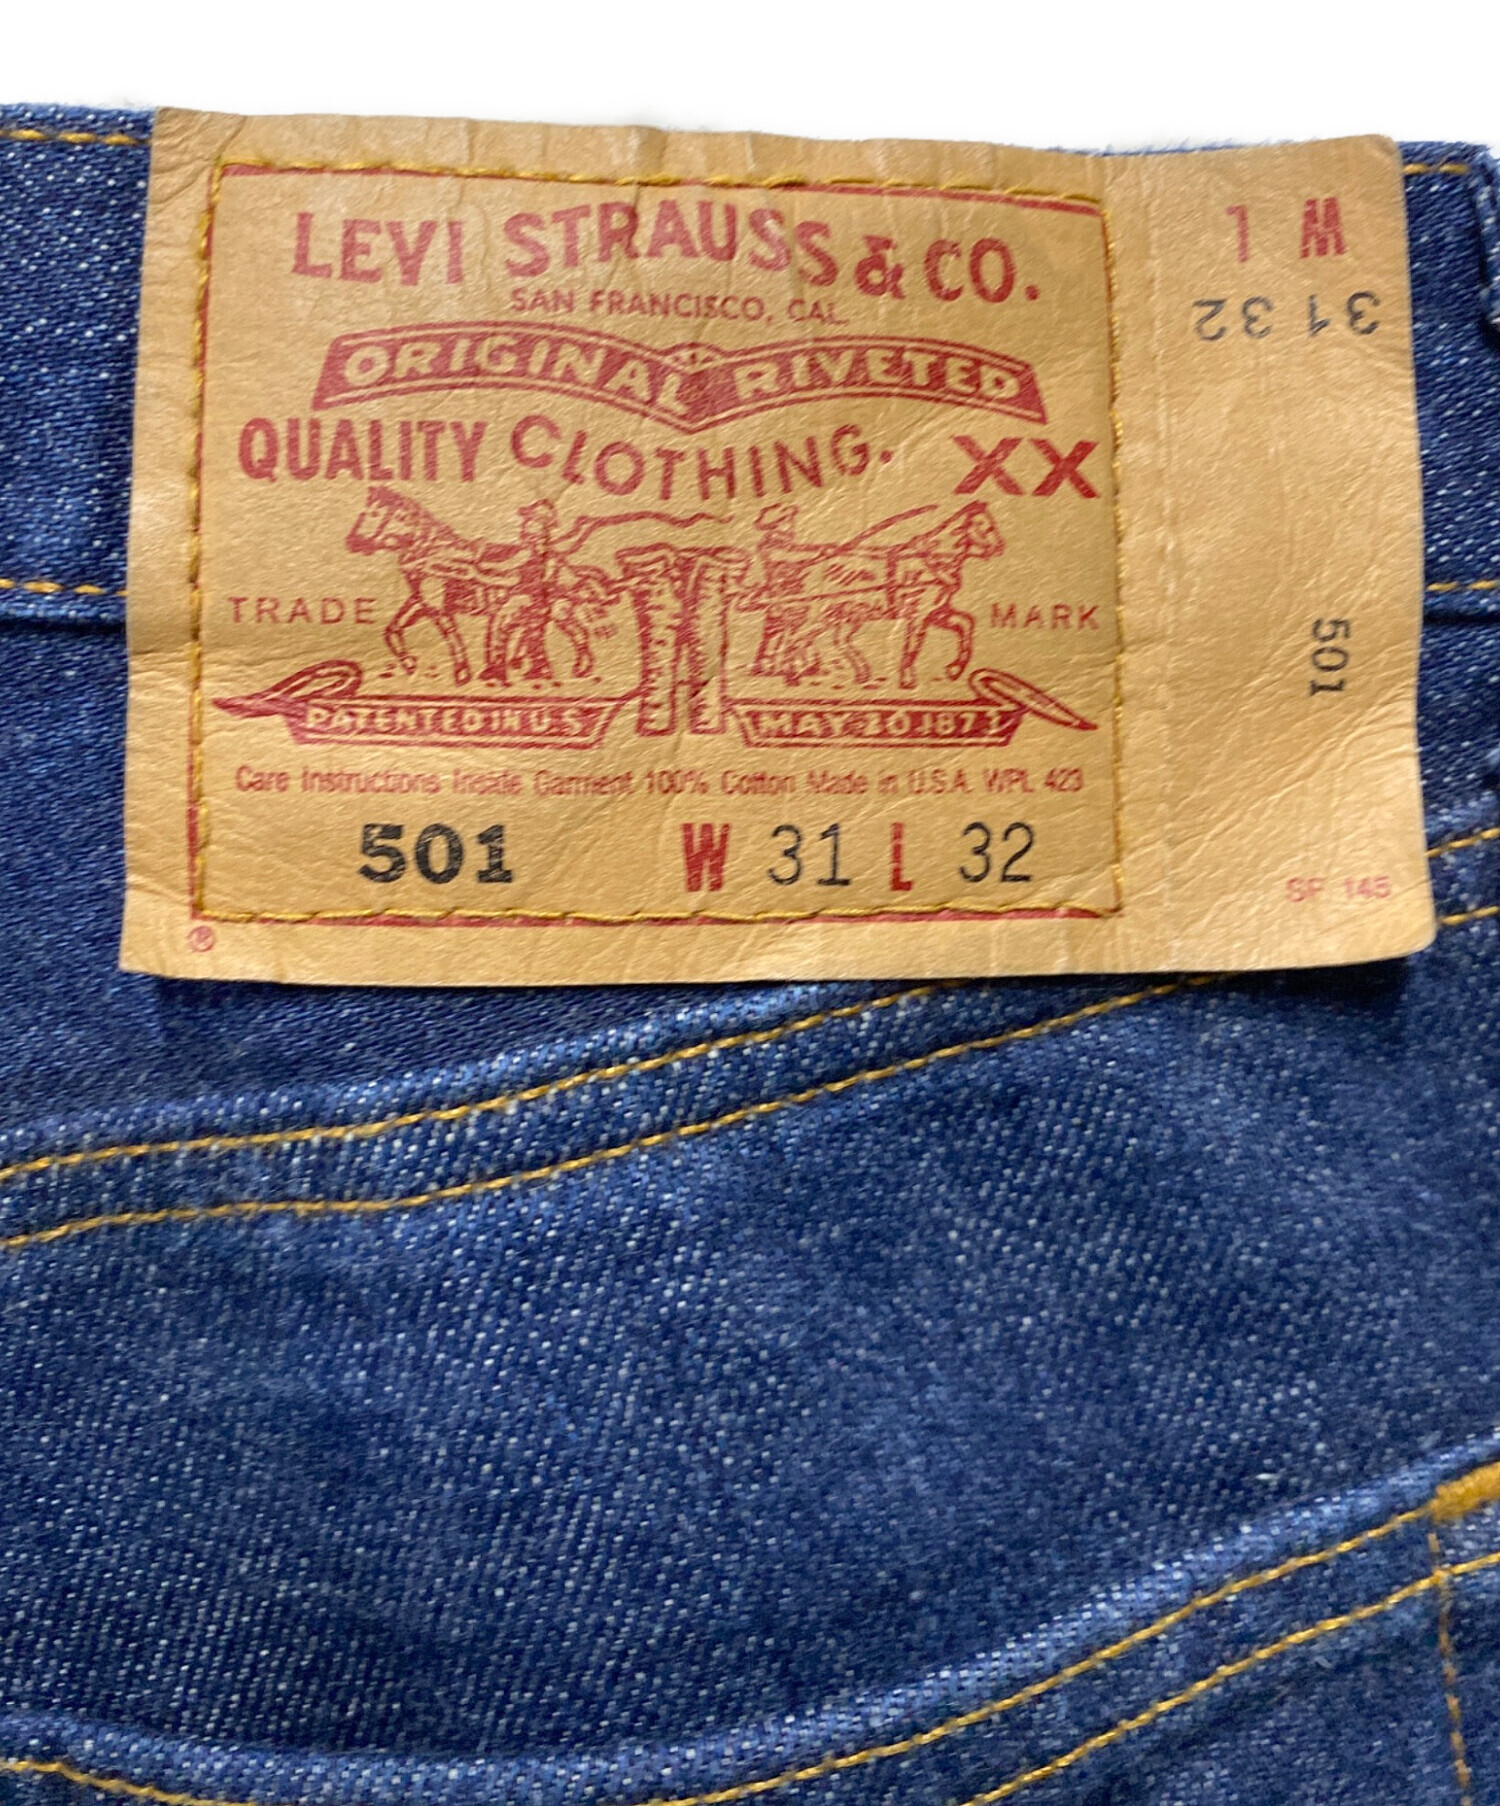 LEVI STRAUSS & CO.
SAN FRANCISCO, CAL.
ORIGINAL RIVETED
QUALITY CLOTHING. XX
TRADE MARK
PATENTED IN U.S. MAY 20 1873
Care Instructions Inside Garment 100% Cotton Made in U.S.A. WPL 423
501 W 31 L 32
®
W L
31 32
501
SF 145